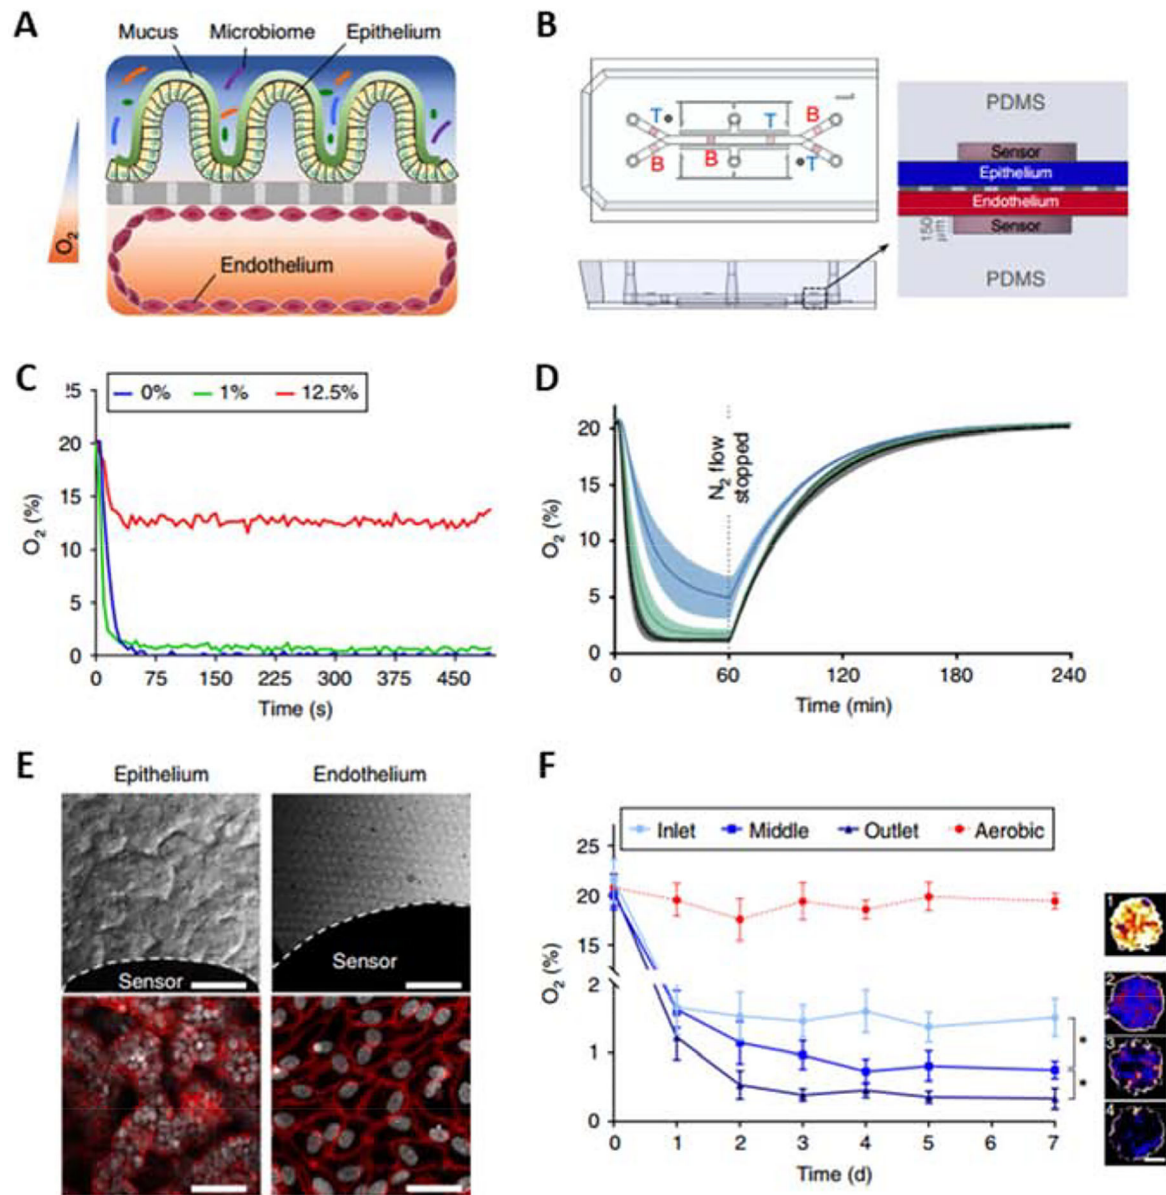 A
Mucus Microbiome Epithelium
O₂
Endothelium
B
T B
T
B B T
PDMS
Sensor
Epithelium
Endothelium
Sensor
150 µm
PDMS
C
0% 1% 12.5%
20
15
10
5
0
O₂ (%)
0 75 150 225 300 375 450
Time (s)
D
20
15
10
5
0
O₂ (%)
N₂ flow
stopped
0 60 120 180 240
Time (min)
E
Epithelium Endothelium
Sensor
Sensor
F
Inlet Middle Outlet Aerobic
25
20
15
2
1
0
O₂ (%)
*
*
0 1 2 3 4 5 6 7
Time (d)
1
2
3
4